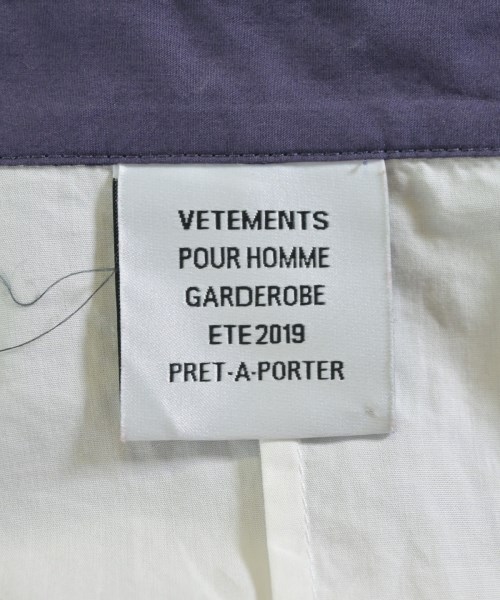 VETEMENTS
POUR HOMME
GARDEROBE
ETE 2019
PRET-A-PORTER